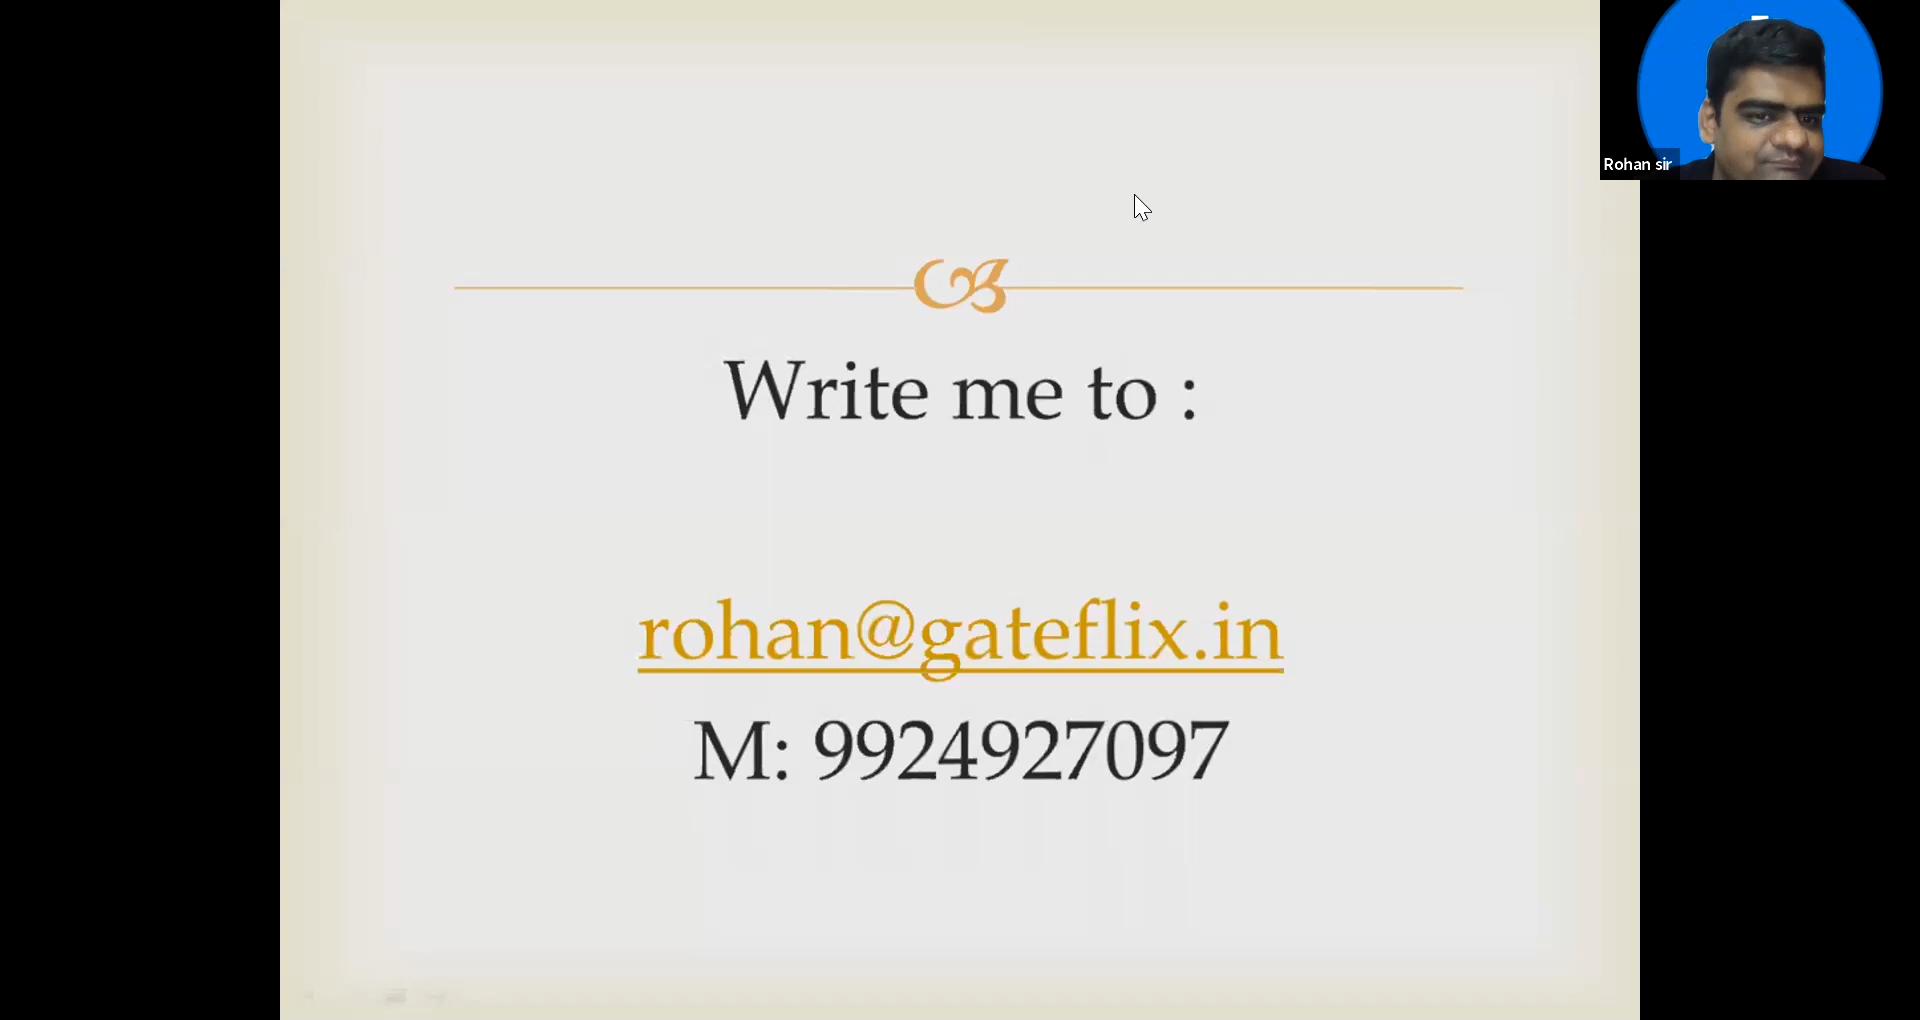 Rohan sir
Write me to :
rohan@gateflix.in
M: 9924927097